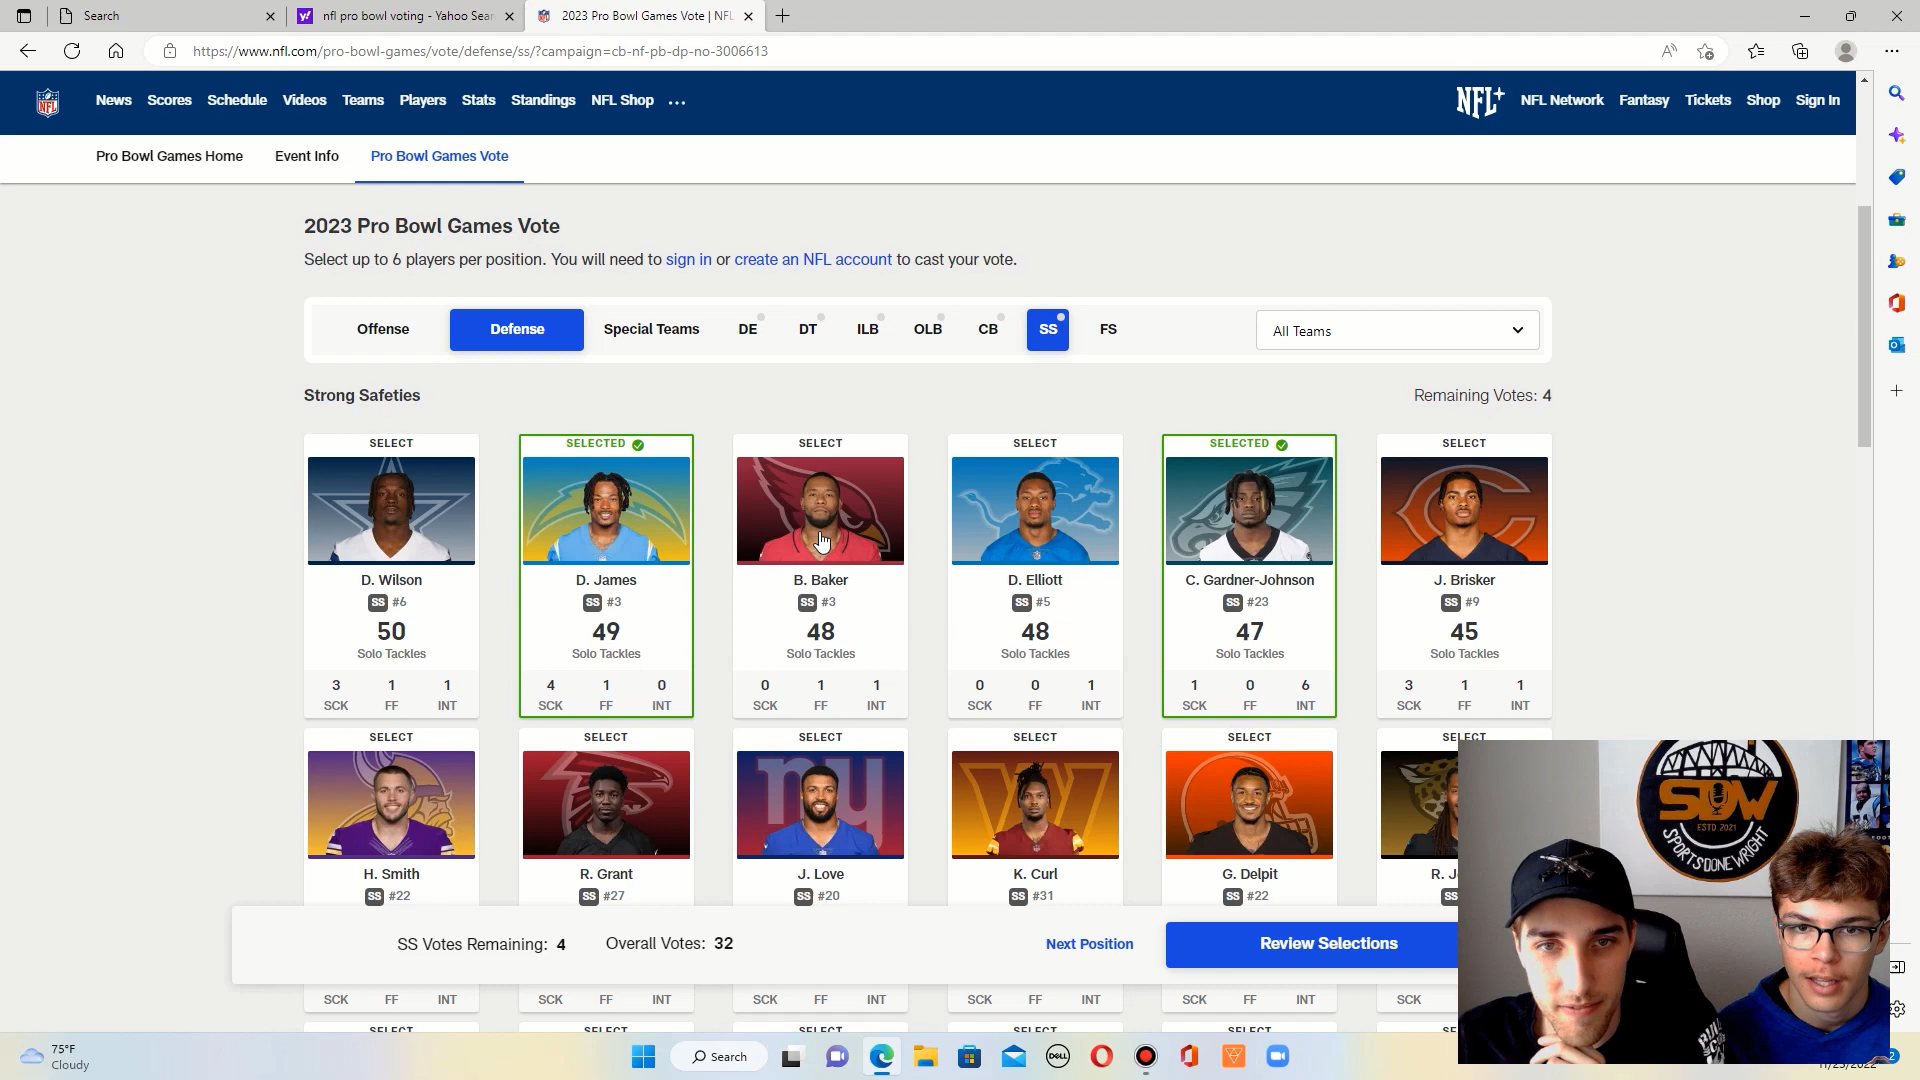 Search
nfl pro bowl voting - Yahoo Sear
2023 Pro Bowl Games Vote | NFL
https://www.nfl.com/pro-bowl-games/vote/defense/ss/?campaign=cb-nf-pb-dp-no-3006613
News Scores Schedule Videos Teams Players Stats Standings NFL Shop ...
NFL+ NFL Network Fantasy Tickets Shop Sign In
Pro Bowl Games Home Event Info Pro Bowl Games Vote
2023 Pro Bowl Games Vote
Select up to 6 players per position. You will need to sign in or create an NFL account to cast your vote.
Offense Defense Special Teams DE DT ILB OLB CB SS FS All Teams
Strong Safeties Remaining Votes: 4
SELECT SELECTED SELECT SELECT SELECTED SELECT
D. Wilson D. James B. Baker D. Elliott C. Gardner-Johnson J. Brisker
SS #6 SS #3 SS #3 SS #5 SS #23 SS #9
50 49 48 48 47 45
Solo Tackles Solo Tackles Solo Tackles Solo Tackles Solo Tackles Solo Tackles
3 1 1 4 1 0 0 1 1 0 0 1 1 0 6 3 1 1
SCK FF INT SCK FF INT SCK FF INT SCK FF INT SCK FF INT SCK FF INT
SELECT SELECT SELECT SELECT SELECT SELECT
H. Smith R. Grant J. Love K. Curl G. Delpit R. J
SS #22 SS #27 SS #20 SS #31 SS #22 SS
SS Votes Remaining: 4 Overall Votes: 32 Next Position Review Selections
SCK FF INT SCK FF INT SCK FF INT SCK FF INT SCK FF INT SCK
SELECT SELECT SELECT SELECT SELECT SE
SDW
ESTD 2021
SPORTSDONEWRIGHT
75°F
Cloudy
Search
DELL